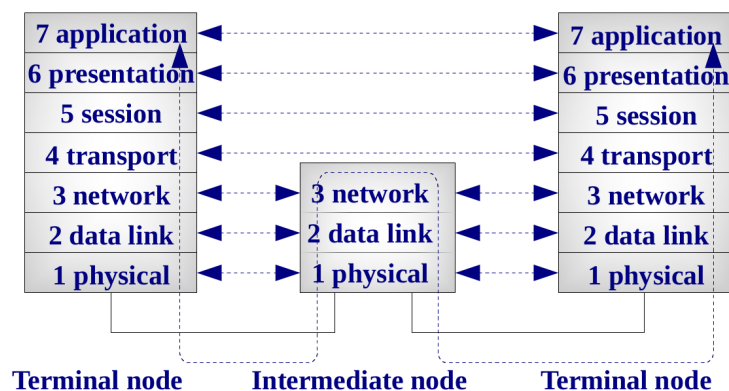 7 application
6 presentation
5 session
4 transport
3 network
2 data link
1 physical
3 network
2 data link
1 physical
7 application
6 presentation
5 session
4 transport
3 network
2 data link
1 physical
Terminal node
Intermediate node
Terminal node